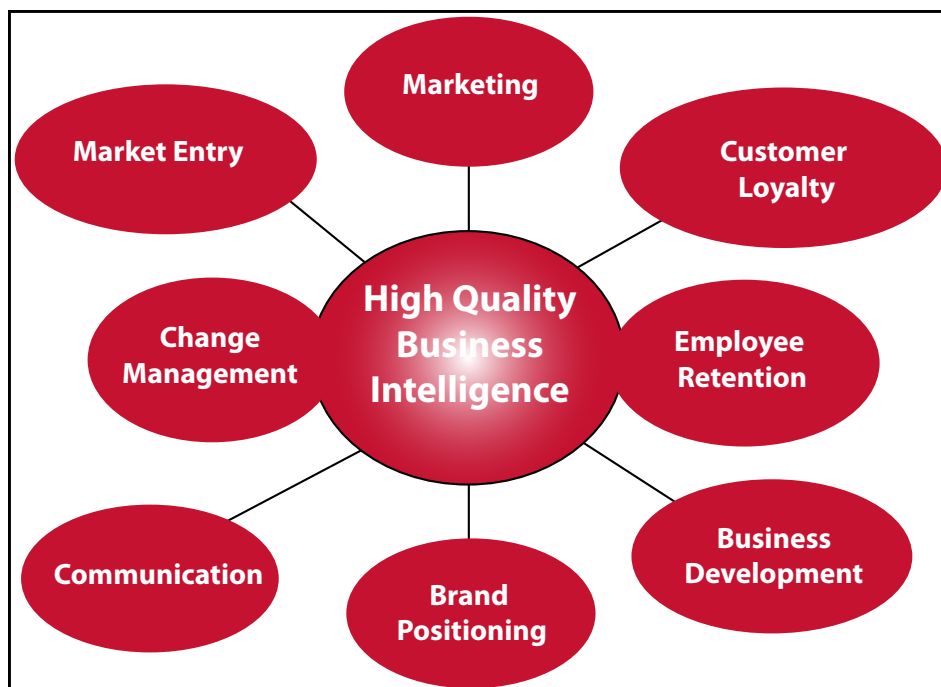 Marketing
Market Entry
Customer
Loyalty
High Quality
Business
Intelligence
Change
Management
Employee
Retention
Communication
Brand
Positioning
Business
Development